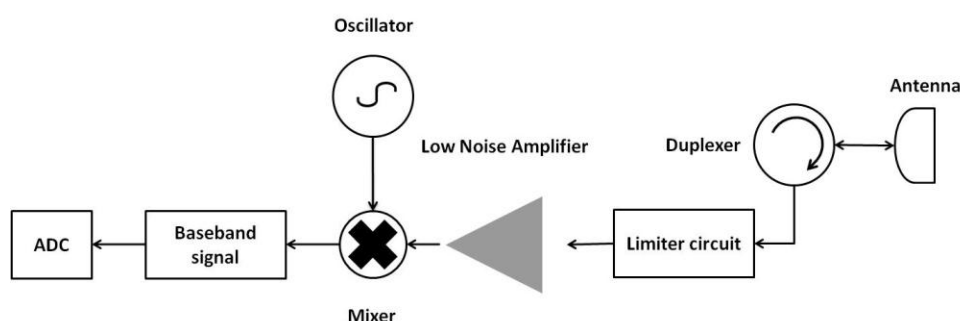 Oscillator
Antenna
Low Noise Amplifier
Duplexer
ADC
Baseband
signal
Limiter circuit
Mixer